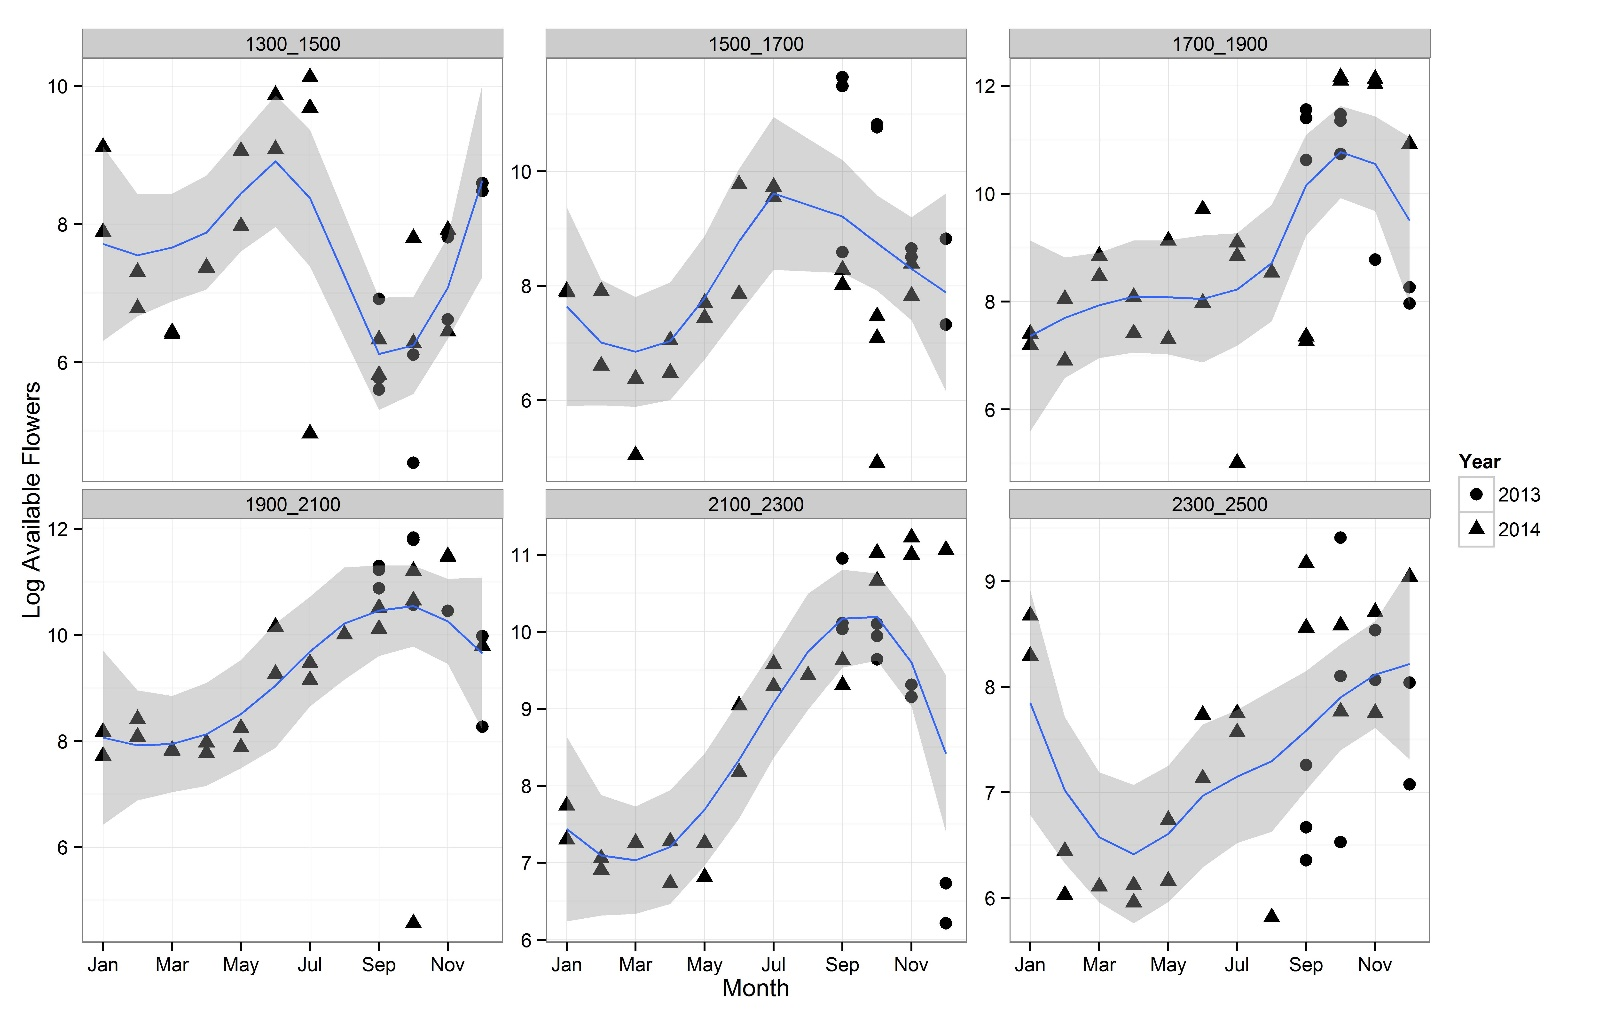 1300_1500 1500_1700 1700_1900
10 8 6
10 8 6
12 10 8 6
Log Available Flowers
1900_2100 2100_2300 2300_2500
12 10 8 6
11 10 9 8 7 6
9 8 7 6
Jan Mar May Jul Sep Nov Jan Mar May Jul Sep Nov Jan Mar May Jul Sep Nov
Month
Year
2013
2014